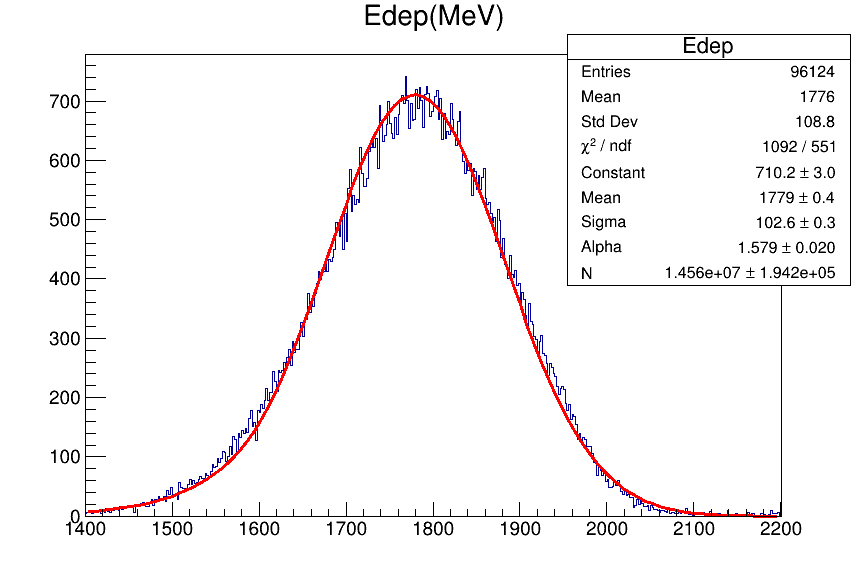 Edep(MeV)
Edep
Entries 96124
Mean 1776
Std Dev 108.8
χ² / ndf 1092 / 551
Constant 710.2 ± 3.0
Mean 1779 ± 0.4
Sigma 102.6 ± 0.3
Alpha 1.579 ± 0.020
N 1.456e+07 ± 1.942e+05
700
600
500
400
300
200
100
0
1400 1500 1600 1700 1800 1900 2000 2100 2200